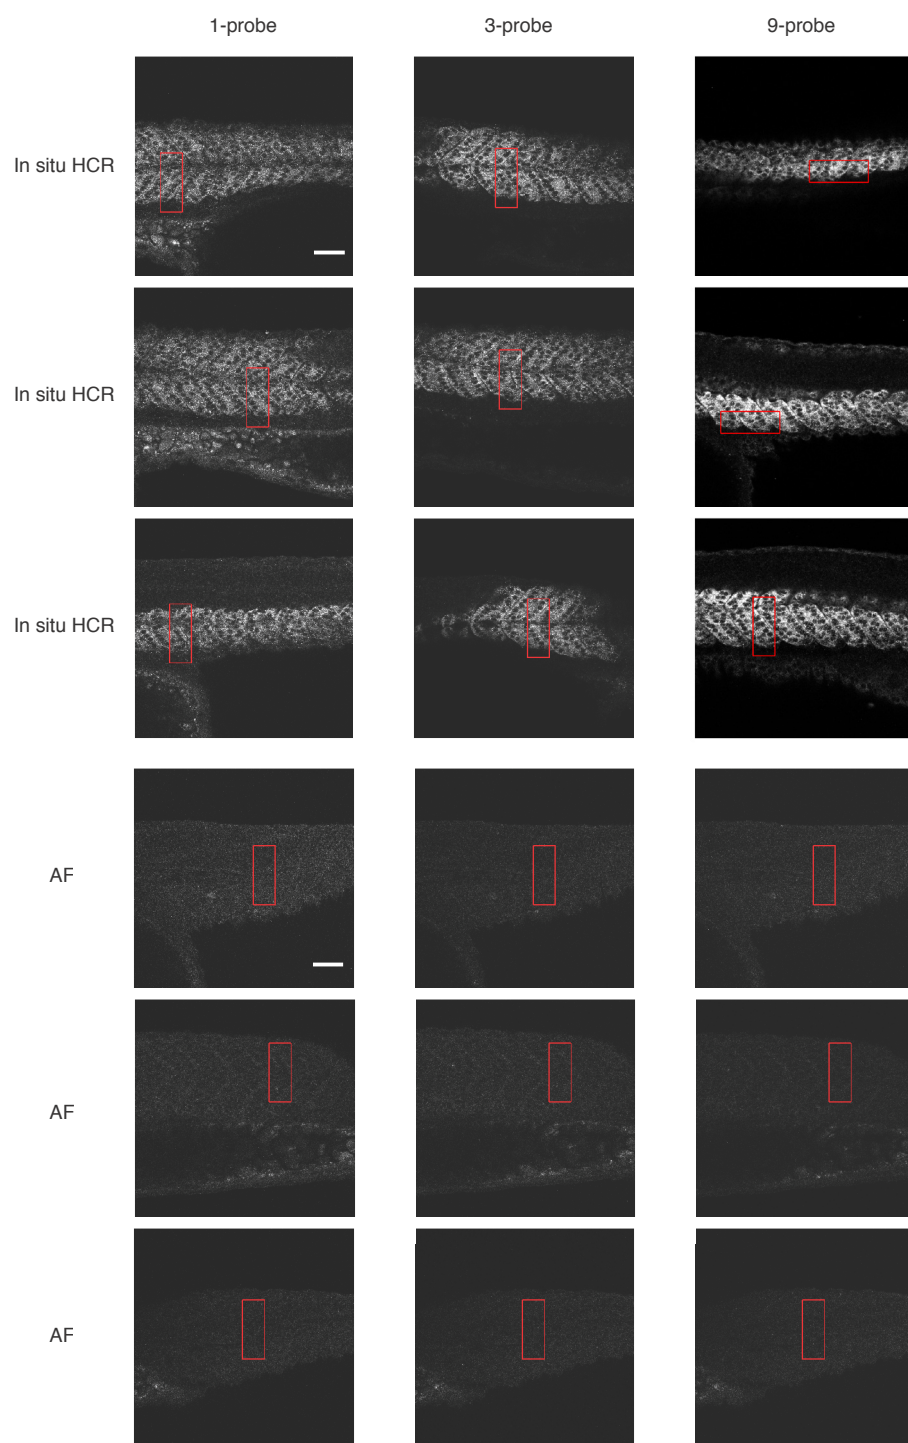 1-probe 3-probe 9-probe
In situ HCR
In situ HCR
In situ HCR
AF
AF
AF